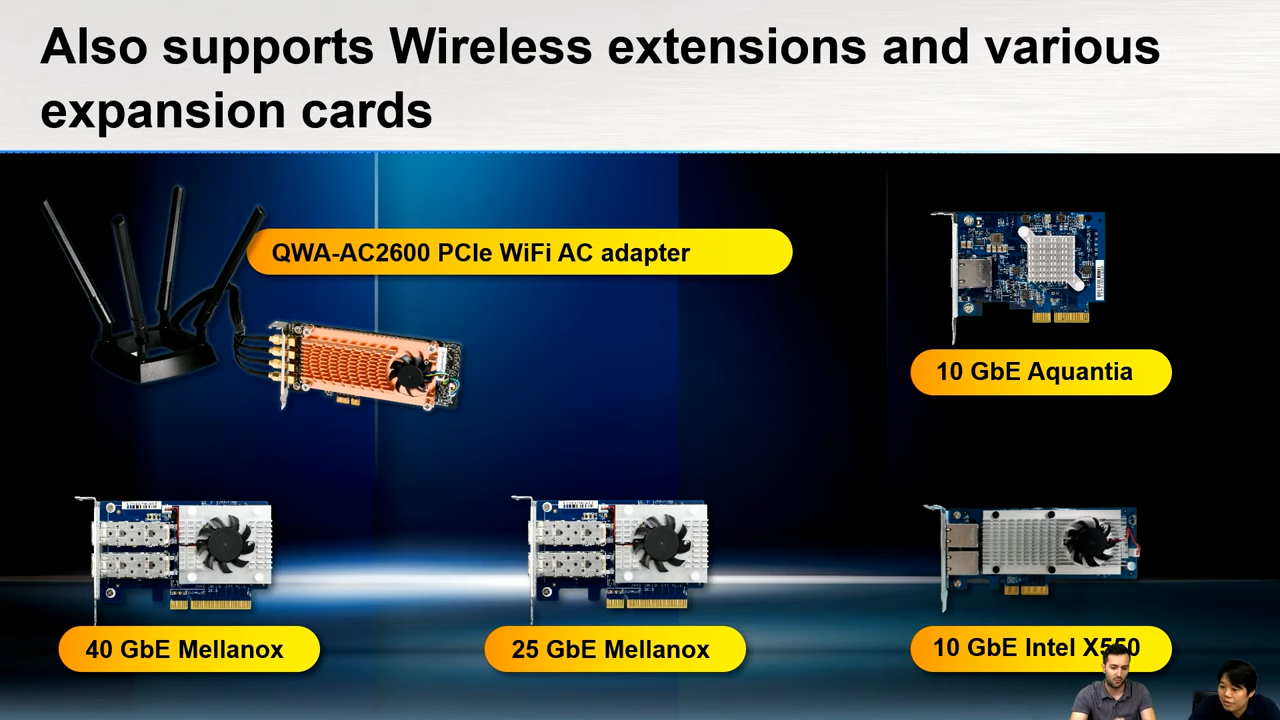 Also supports Wireless extensions and various
expansion cards
QWA-AC2600 PCIe WiFi AC adapter
10 GbE Aquantia
40 GbE Mellanox
25 GbE Mellanox
10 GbE Intel X550